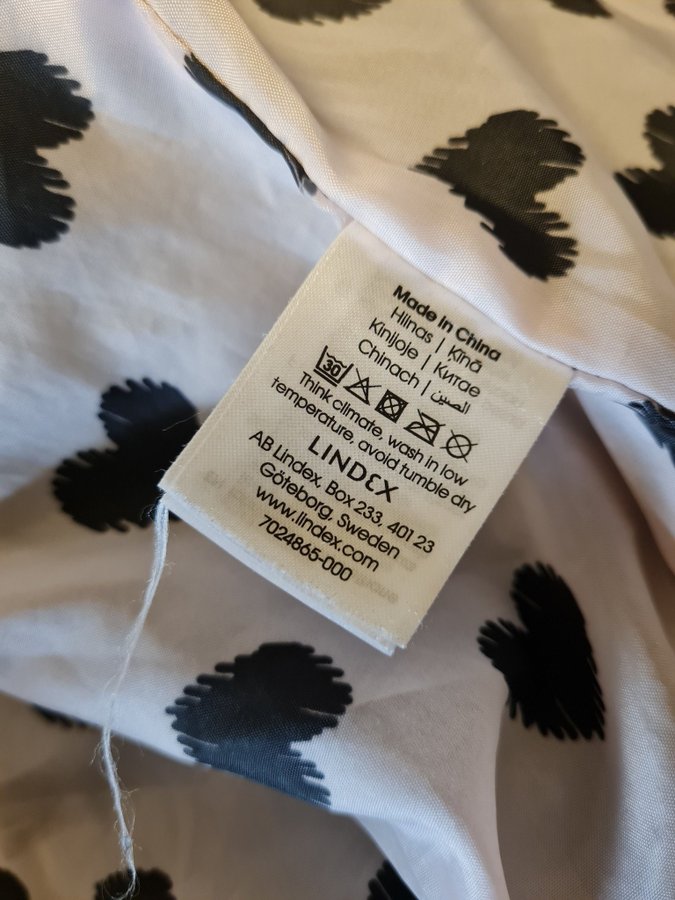 Made in China
Hiinas | Ķīnā
Kinijoje | Китае
Chinach | الصين
30
Think climate, wash in low
temperature, avoid tumble dry
LINDEX
AB Lindex, Box 233, 401 23
Göteborg, Sweden
www.lindex.com
7024865-000